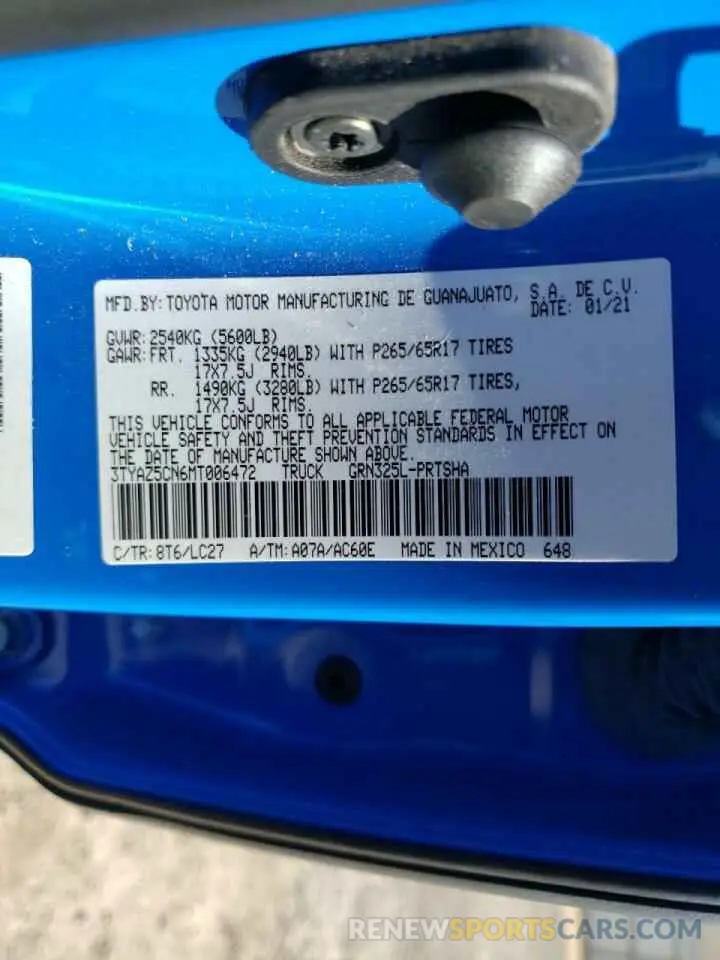 MFD.BY:TOYOTA MOTOR MANUFACTURING DE GUANAJUATO, S.A. DE C.V.
DATE: 01/21
GVWR:2540KG (5600LB)
GAWR:FRT. 1335KG (2940LB) WITH P265/65R17 TIRES
17X7.5J RIMS.
RR. 1490KG (3280LB) WITH P265/65R17 TIRES,
17X7.5J RIMS.
THIS VEHICLE CONFORMS TO ALL APPLICABLE FEDERAL MOTOR
VEHICLE SAFETY AND THEFT PREVENTION STANDARDS IN EFFECT ON
THE DATE OF MANUFACTURE SHOWN ABOVE.
3TYAZ5CN6MT006472 TRUCK GRN325L-PRTSHA
C/TR:8T6/LC27 A/TM:A07A/AC60E MADE IN MEXICO 648
RENEWSPORTSCARS.COM